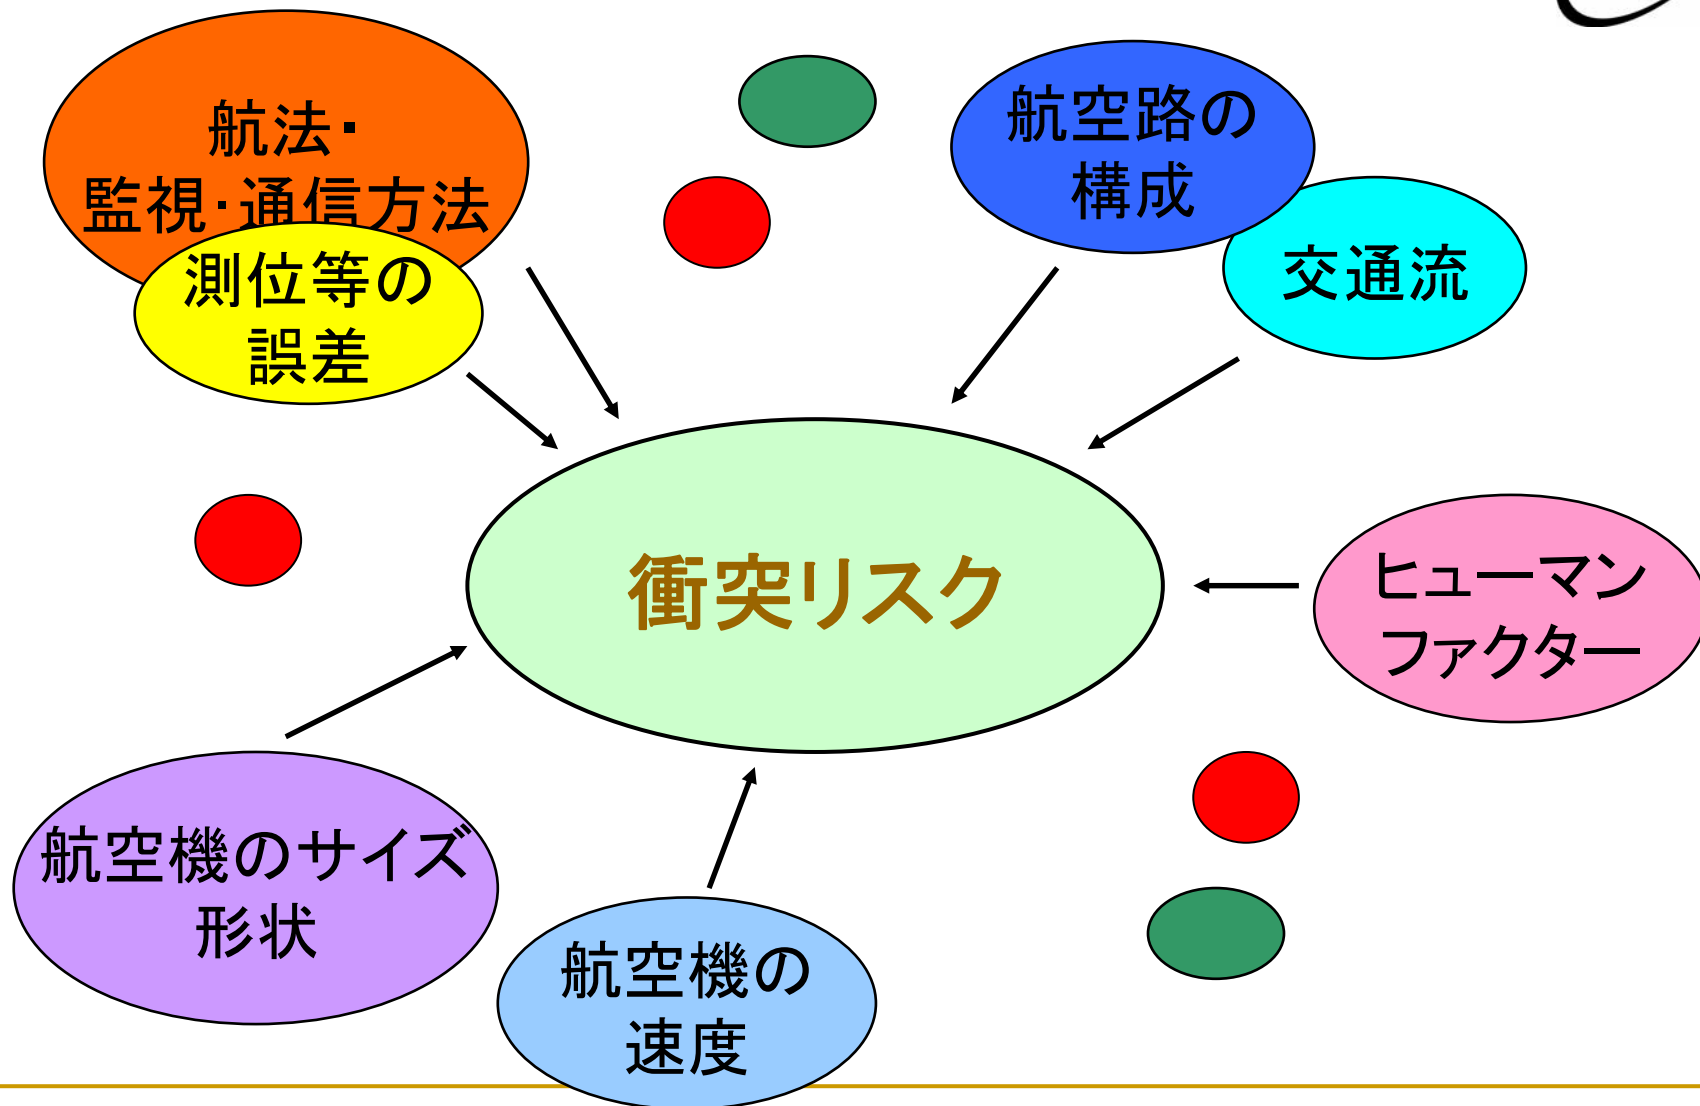 航法・
監視・通信方法
測位等の
誤差
航空路の
構成
交通流
衝突リスク
ヒューマン
ファクター
航空機のサイズ
形状
航空機の
速度